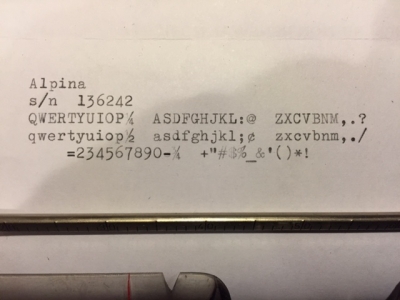 Alpina
s/n 136242
QWERTYUIOP¼ ASDFGHJKL:@ ZXCVBNM,.?
qwertyuiop½ asdfghjkl;¢ zxcvbnm,./
=234567890-¾ +"#$%_&'()*!